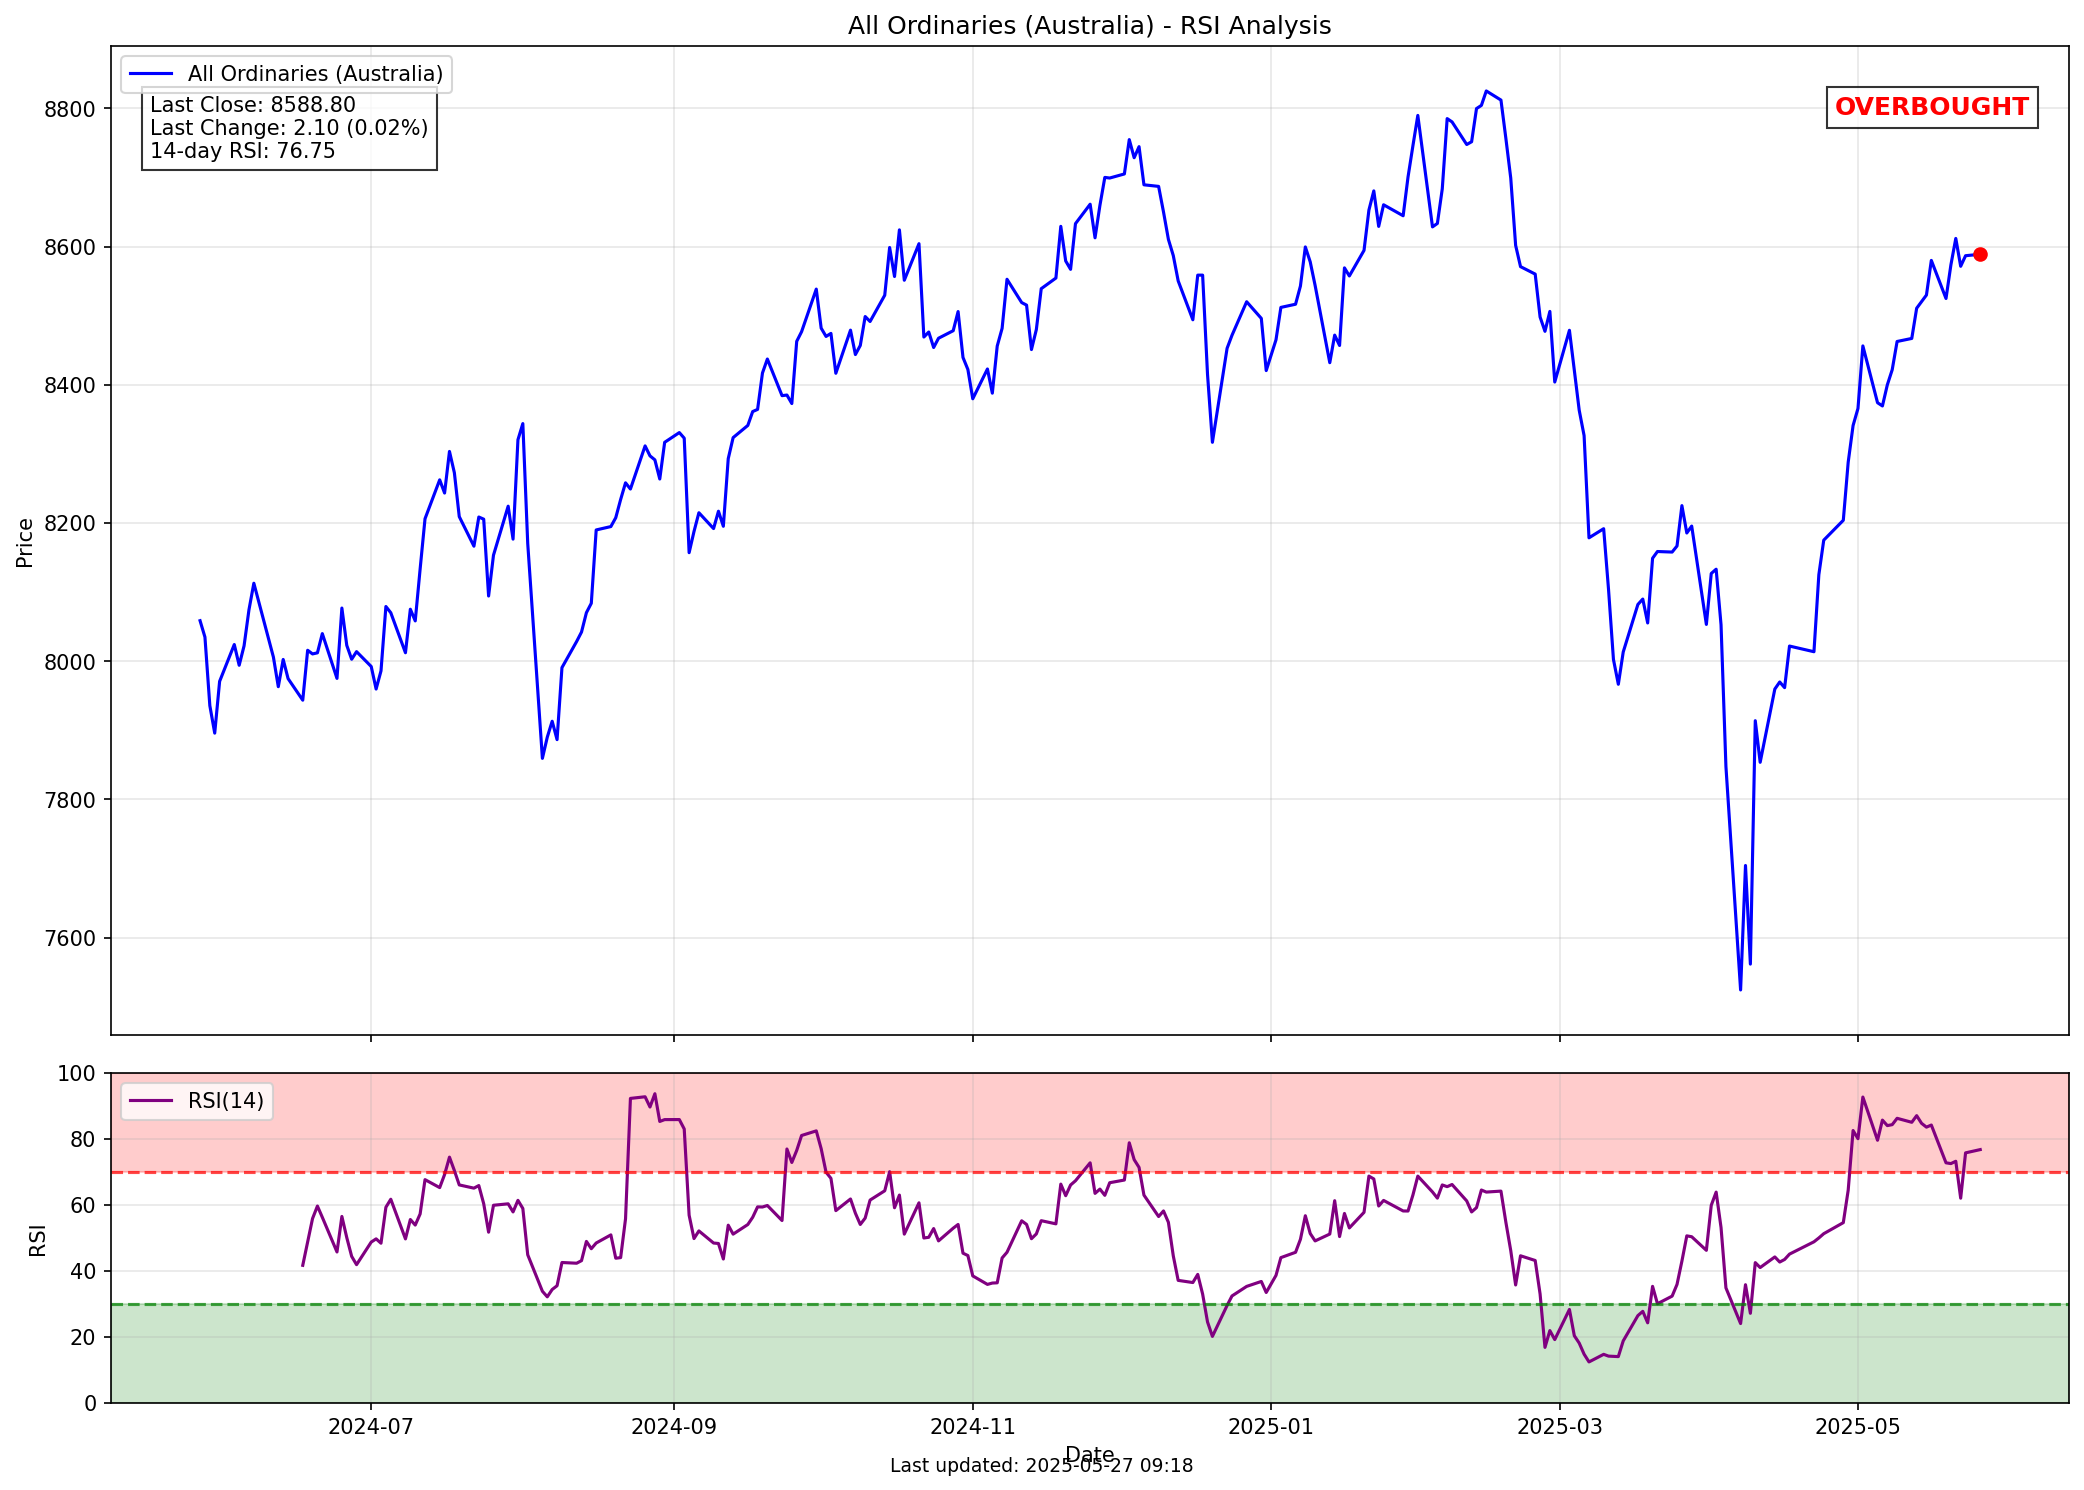 All Ordinaries (Australia) - RSI Analysis
All Ordinaries (Australia)
Last Close: 8588.80
Last Change: 2.10 (0.02%)
14-day RSI: 76.75
OVERBOUGHT
Price
8800
8600
8400
8200
8000
7800
7600
RSI(14)
RSI
100
80
60
40
20
0
2024-07
2024-09
2024-11
2025-01
2025-03
2025-05
Date
Last updated: 2025-05-27 09:18